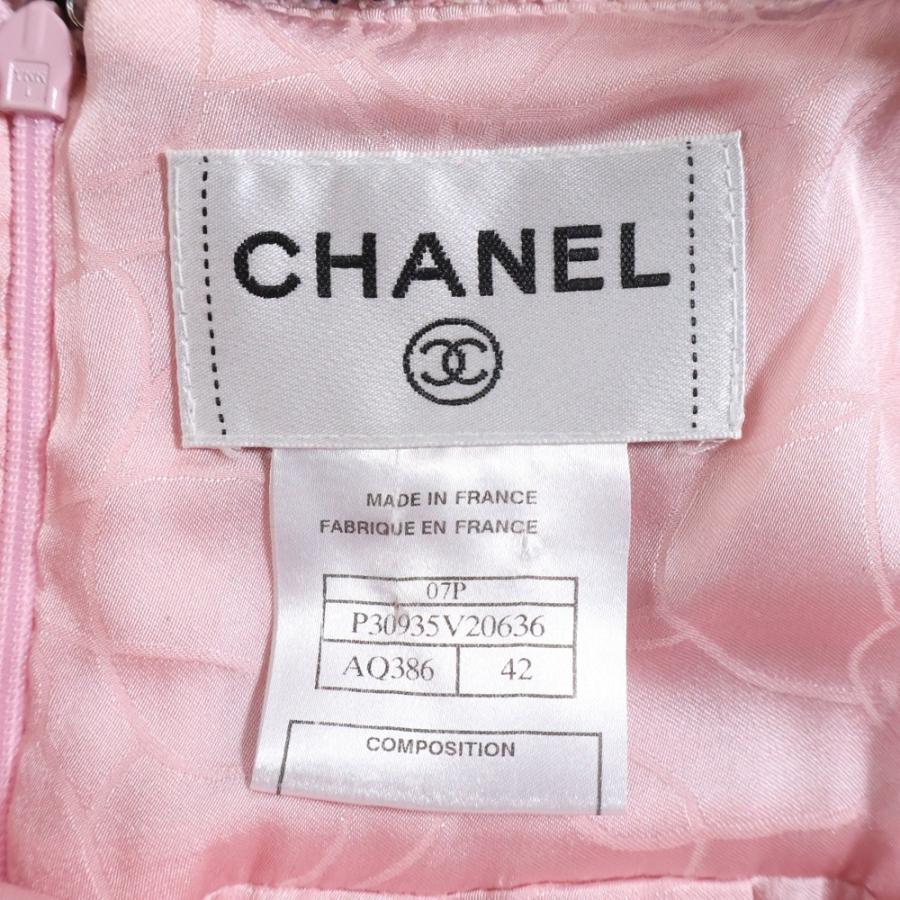 CHANEL
MADE IN FRANCE
FABRIQUE EN FRANCE
07P
P30935V20636
AQ386 42
COMPOSITION